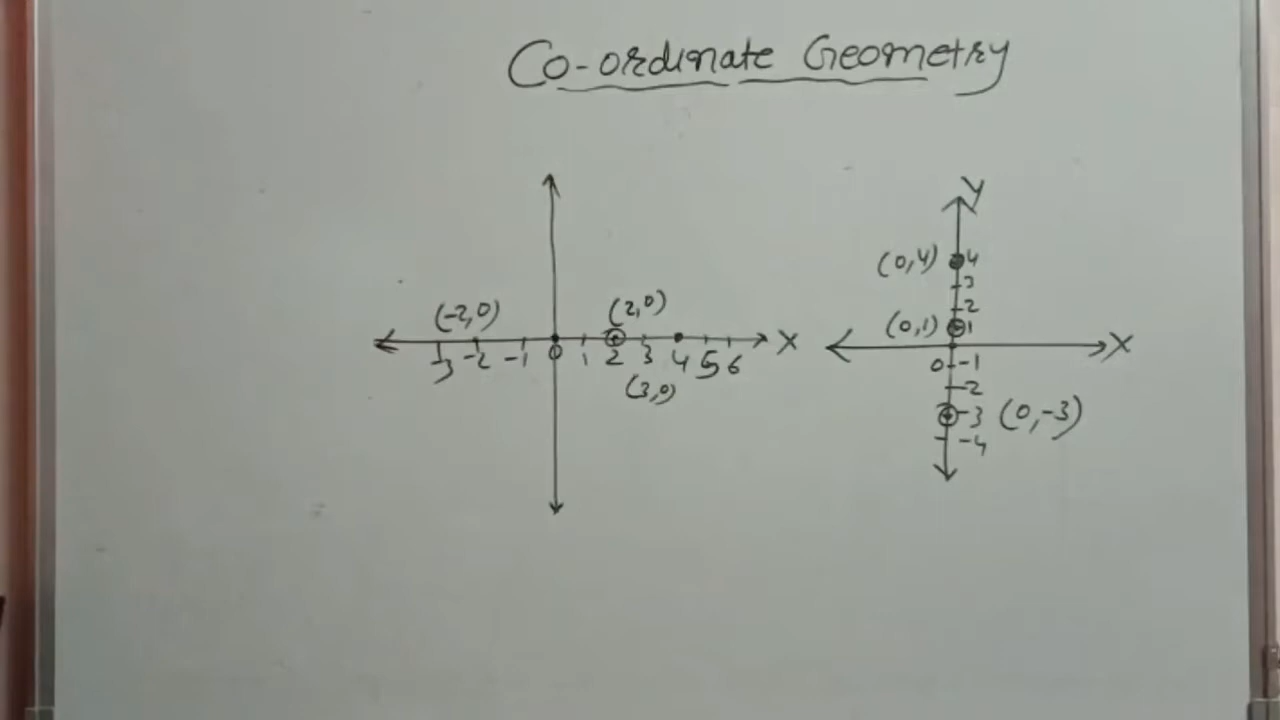 Co-ordinate Geometry
(-2,0) (2,0)
-3 -2 -1 0 1 2 3 4 5 6 X
(3,0)
Y
(0,4) 4
3
2
(0,1) 1
X
0 -1
-2
-3 (0,-3)
-4